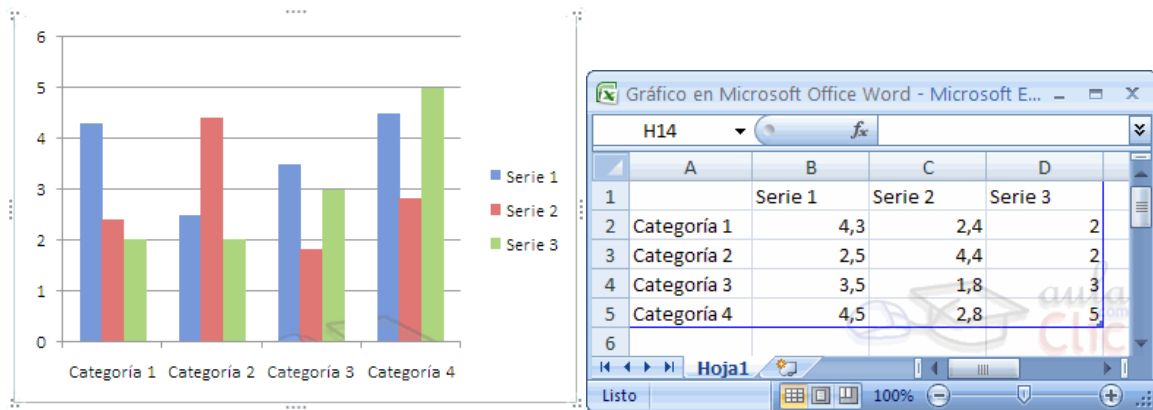 6
5
4
3
2
1
0
Categoría 1 Categoría 2 Categoría 3 Categoría 4
Serie 1
Serie 2
Serie 3
Gráfico en Microsoft Office Word - Microsoft E...
H14 fx
A B C D
1 Serie 1 Serie 2 Serie 3
2 Categoría 1 4,3 2,4 2
3 Categoría 2 2,5 4,4 2
4 Categoría 3 3,5 1,8 3
5 Categoría 4 4,5 2,8 5
6
aula
.com
Clic
Hoja1
Listo 100%